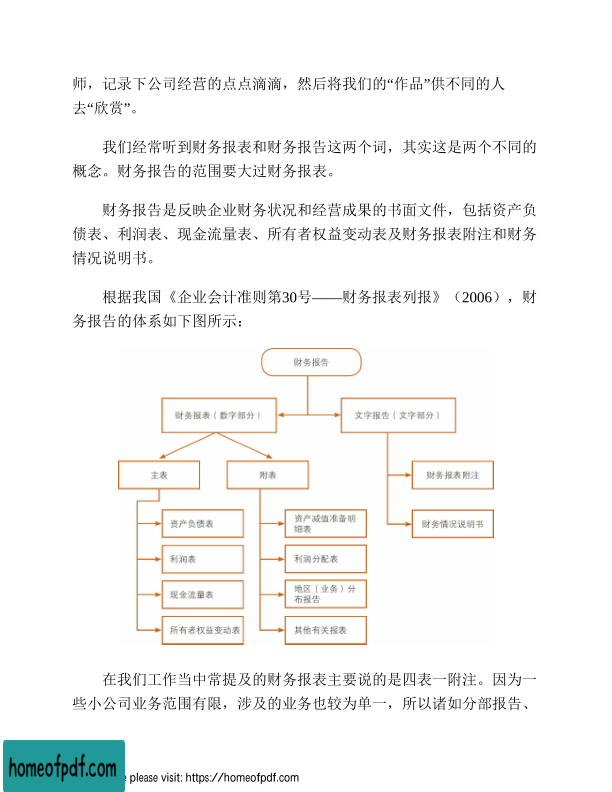 师，记录下公司经营的点点滴滴，然后将我们的“作品”供不同的人
去“欣赏”。
我们经常听到财务报表和财务报告这两个词，其实这是两个不同的
概念。财务报告的范围要大过财务报表。
财务报告是反映企业财务状况和经营成果的书面文件，包括资产负
债表、利润表、现金流量表、所有者权益变动表及财务报表附注和财务
情况说明书。
根据我国《企业会计准则第30号——财务报表列报》（2006），财
务报告的体系如下图所示：
财务报告
财务报表（数字部分）
文字报告（文字部分）
主表
附表
财务报表附注
资产负债表
资产减值准备明
细表
财务情况说明书
利润表
利润分配表
现金流量表
地区（业务）分
布报告
所有者权益变动表
其他有关报表
在我们工作当中常提及的财务报表主要说的是四表一附注。因为一
些小公司业务范围有限，涉及的业务也较为单一，所以诸如分部报告、
homeofpdf.com
e please visit: https://homeofpdf.com